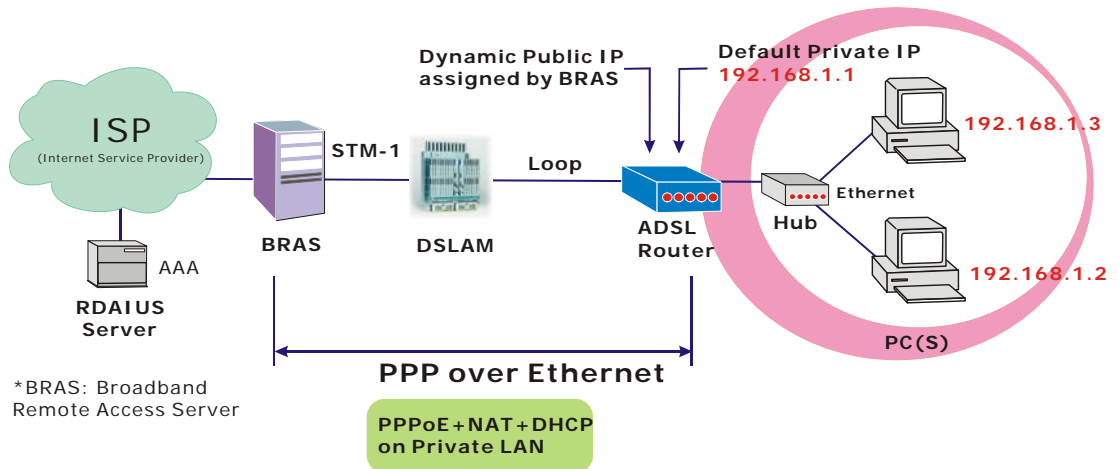 Dynamic Public IP
assigned by BRAS
Default Private IP
192.168.1.1
ISP
(Internet Service Provider)
STM-1
Loop
192.168.1.3
Ethernet
Hub
BRAS
DSLAM
ADSL
Router
AAA
RDAIUS
Server
192.168.1.2
PC(S)
PPP over Ethernet
*BRAS: Broadband
Remote Access Server
PPPoE+NAT+DHCP
on Private LAN